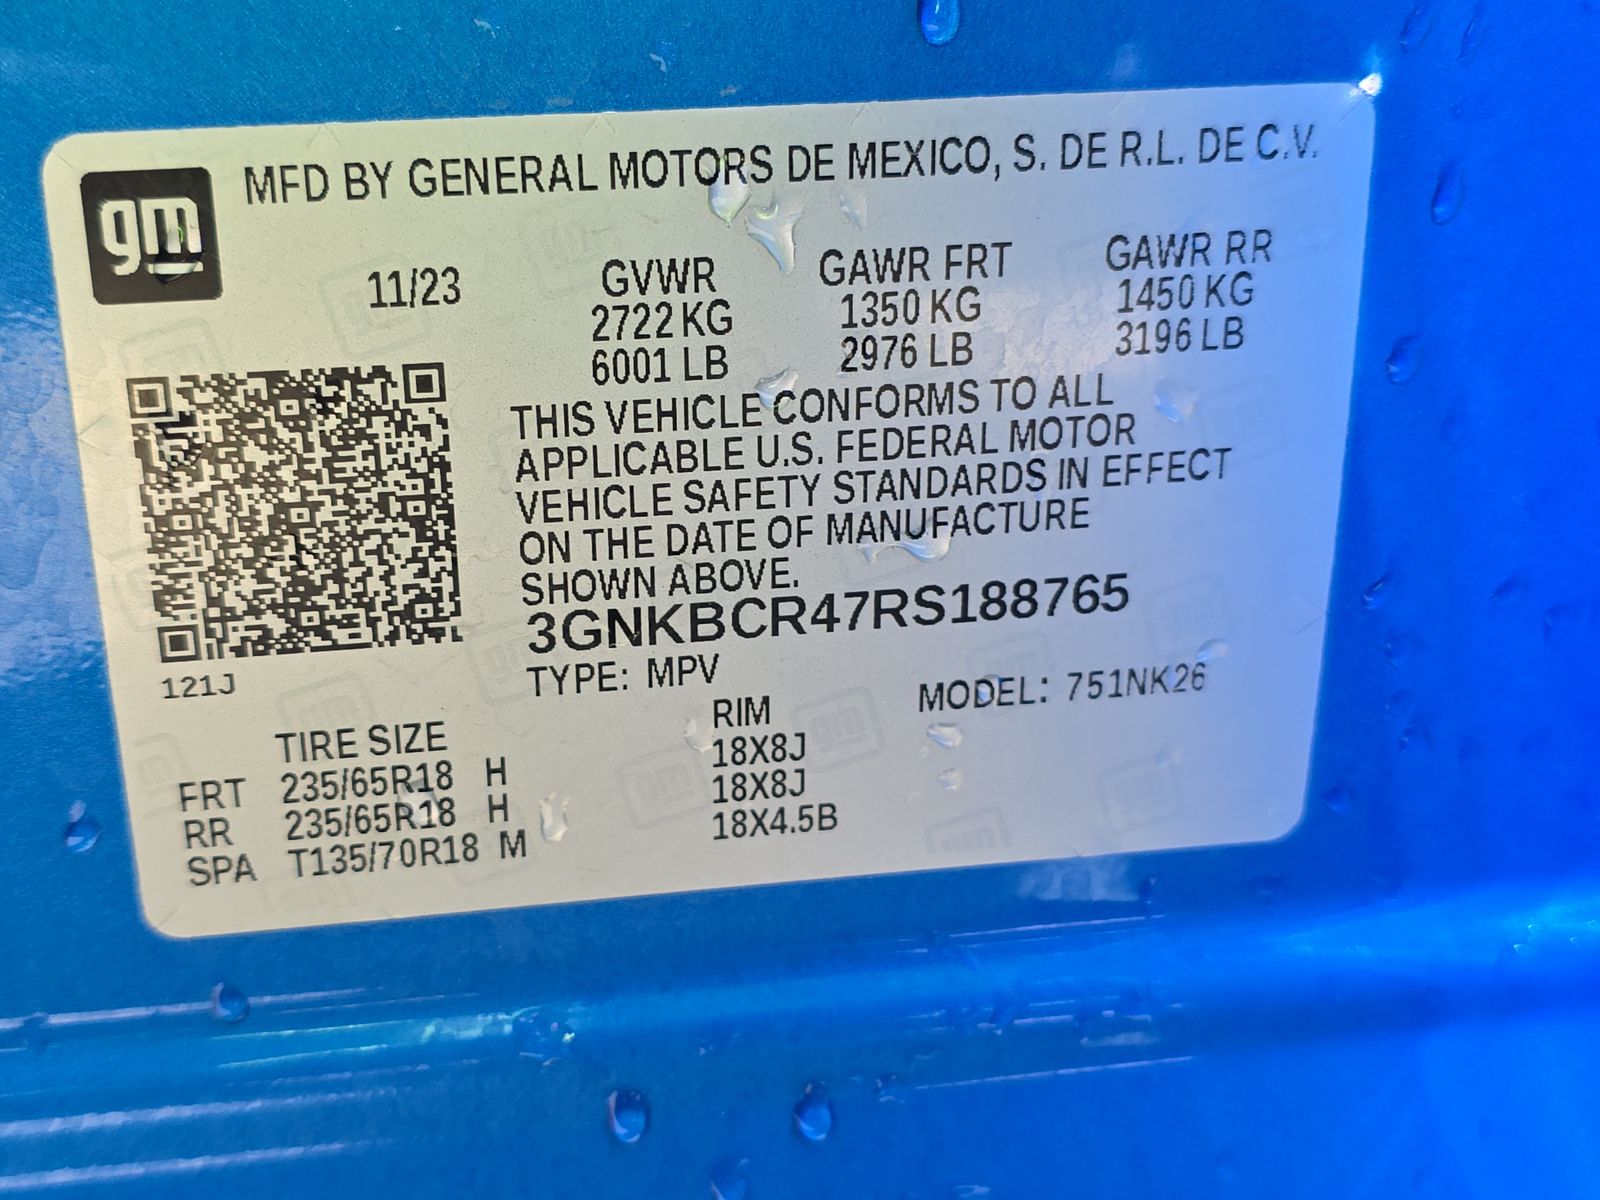 gm
MFD BY GENERAL MOTORS DE MEXICO, S. DE R.L. DE C.V.
11/23 GVWR GAWR FRT GAWR RR
2722 KG 1350 KG 1450 KG
6001 LB 2976 LB 3196 LB
THIS VEHICLE CONFORMS TO ALL
APPLICABLE U.S. FEDERAL MOTOR
VEHICLE SAFETY STANDARDS IN EFFECT
ON THE DATE OF MANUFACTURE
SHOWN ABOVE.
3GNKBCR47RS188765
121J
TYPE: MPV MODEL: 751NK26
TIRE SIZE RIM
FRT 235/65R18 H 18X8J
RR 235/65R18 H 18X8J
SPA T135/70R18 M 18X4.5B